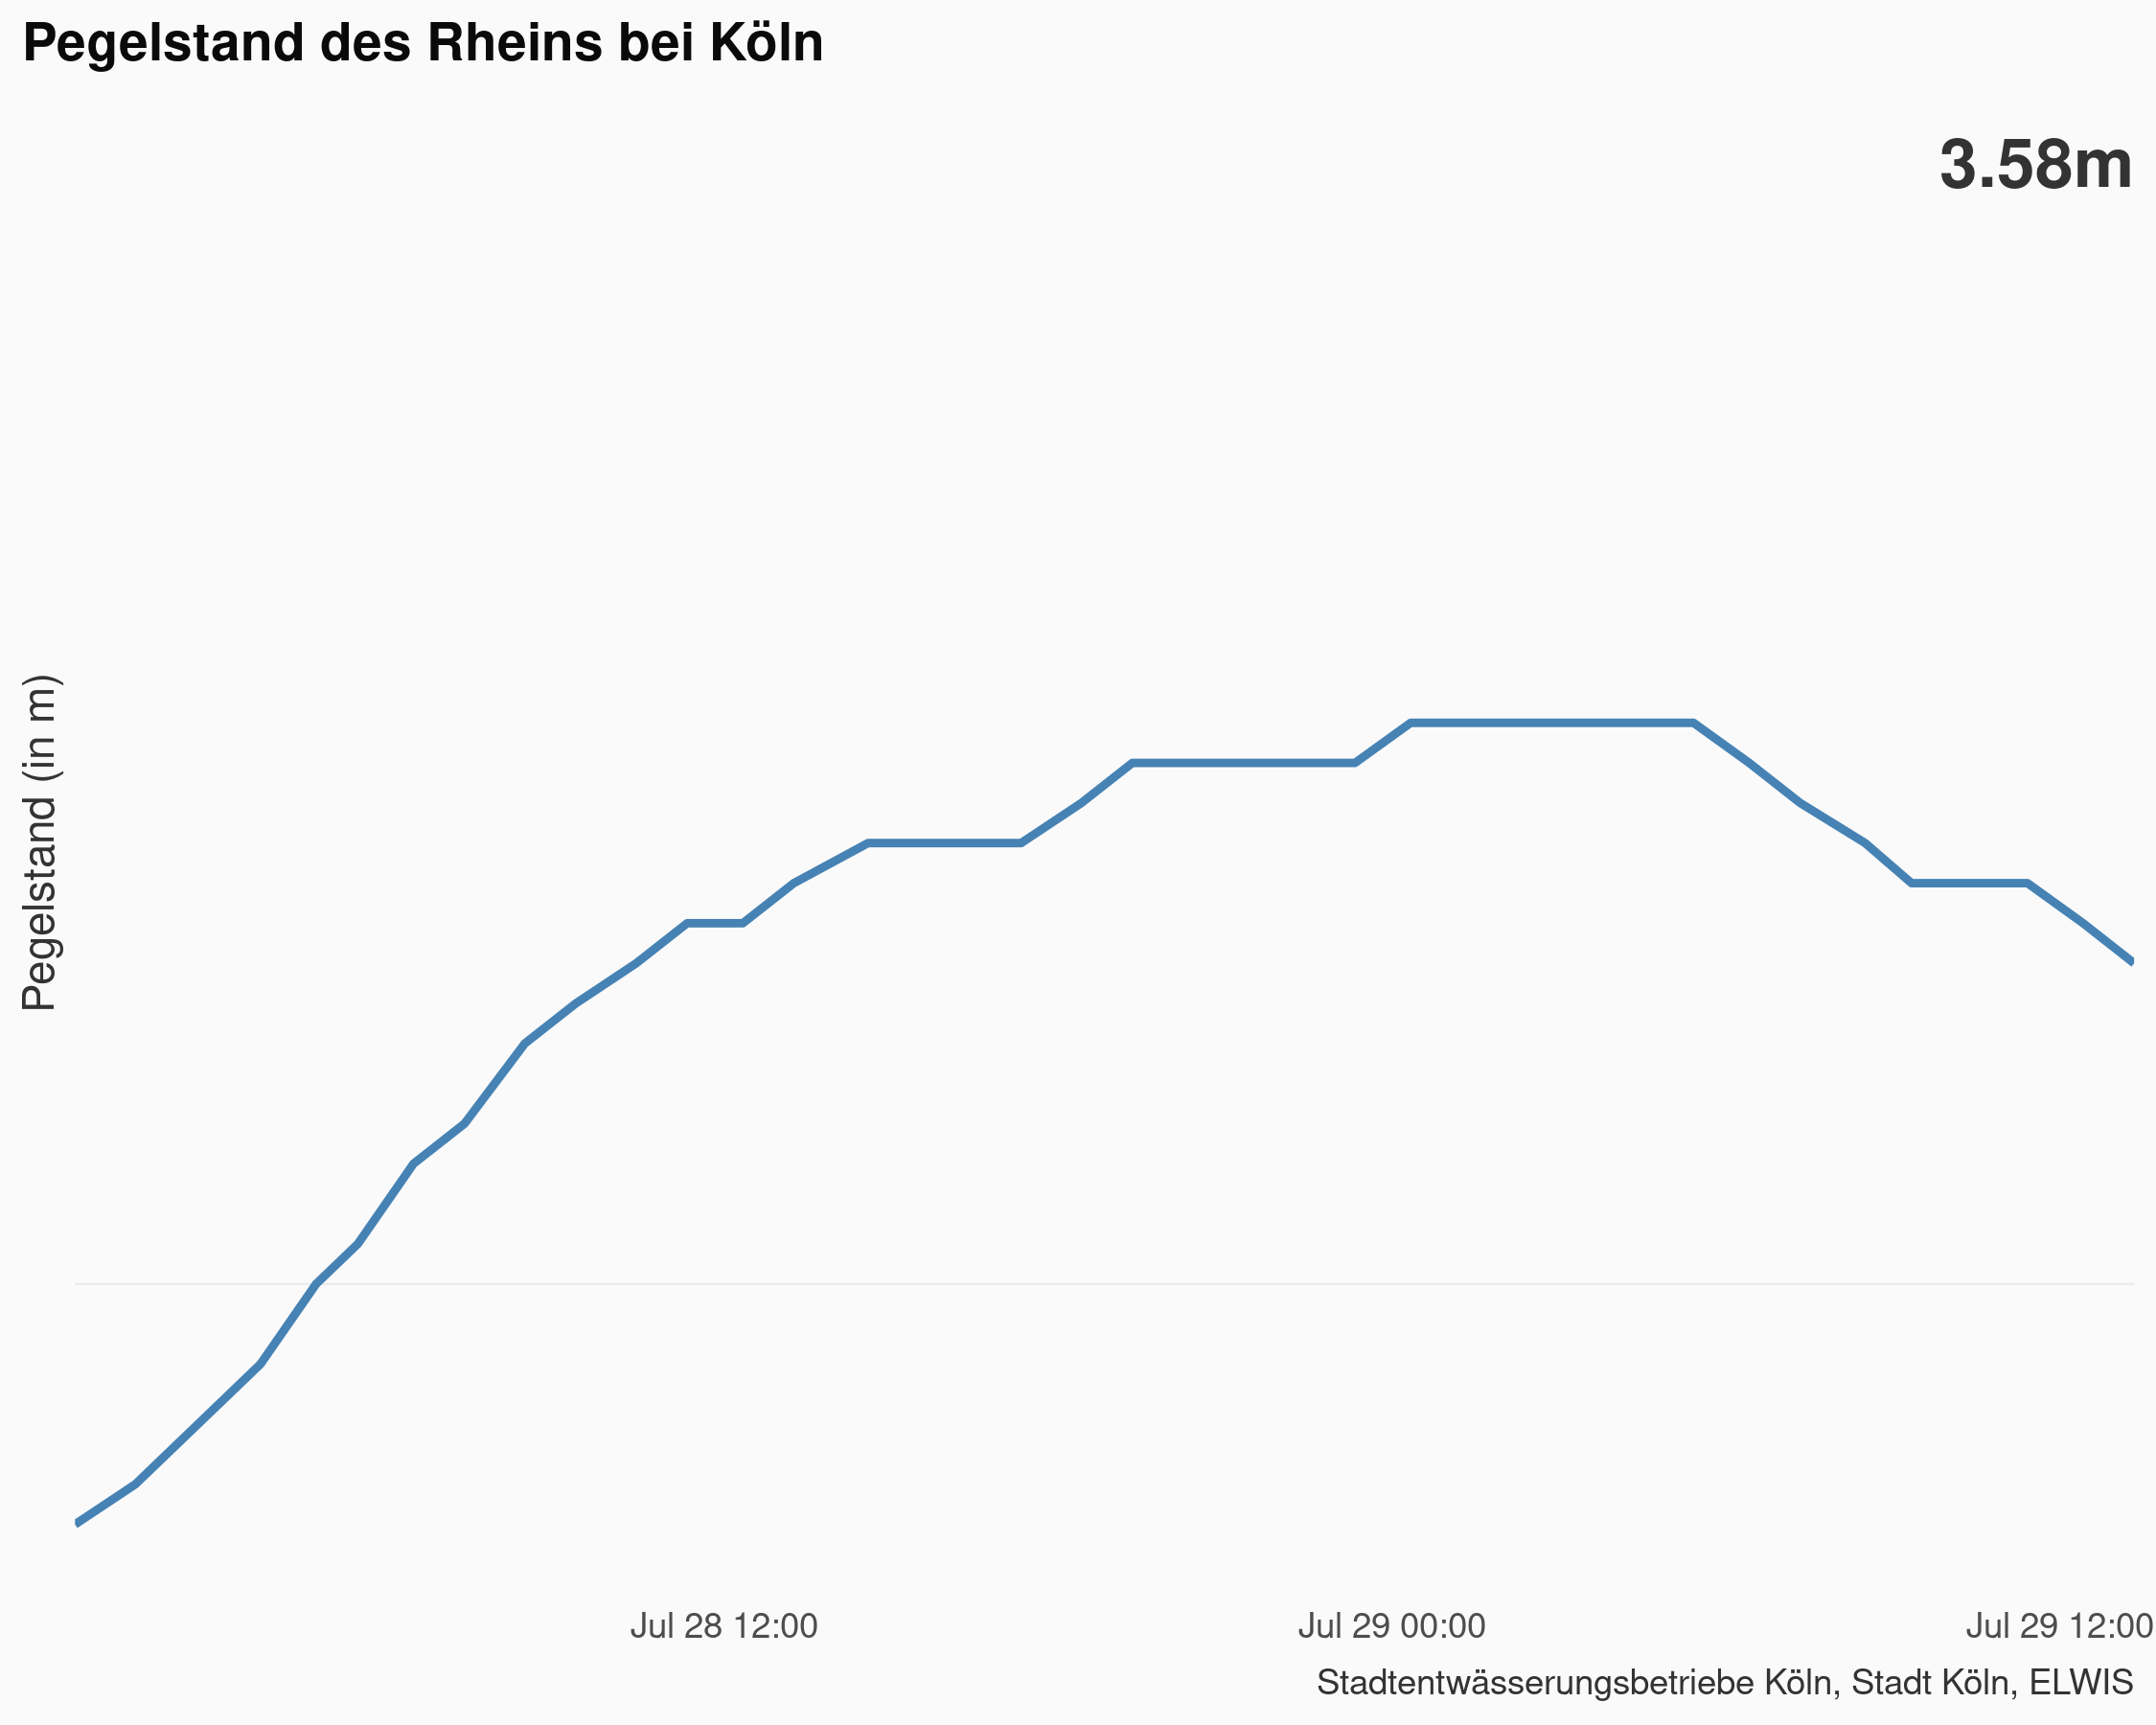 Pegelstand des Rheins bei Köln
3.58m
Pegelstand (in m)
Jul 28 12:00
Jul 29 00:00
Jul 29 12:00
Stadtentwässerungsbetriebe Köln, Stadt Köln, ELWIS